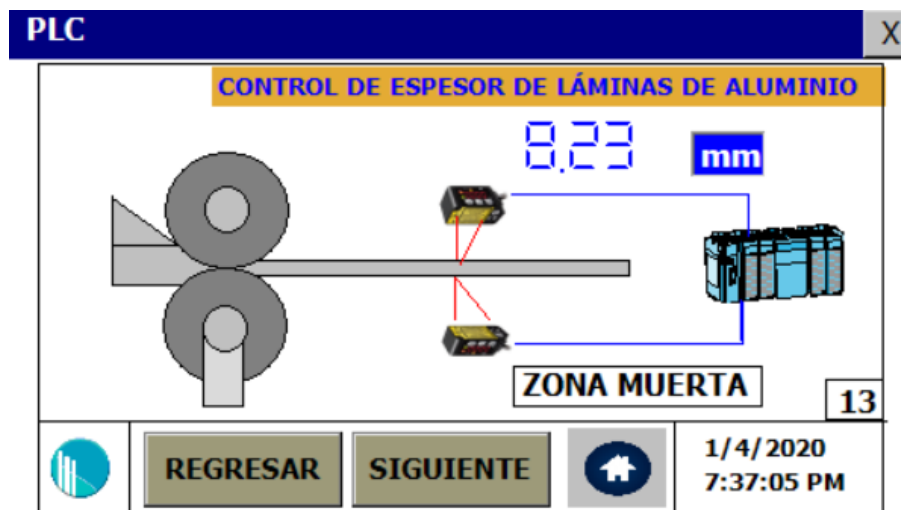 PLC
X
CONTROL DE ESPESOR DE LÁMINAS DE ALUMINIO
8.23 mm
ZONA MUERTA
13
REGRESAR
SIGUIENTE
1/4/2020
7:37:05 PM